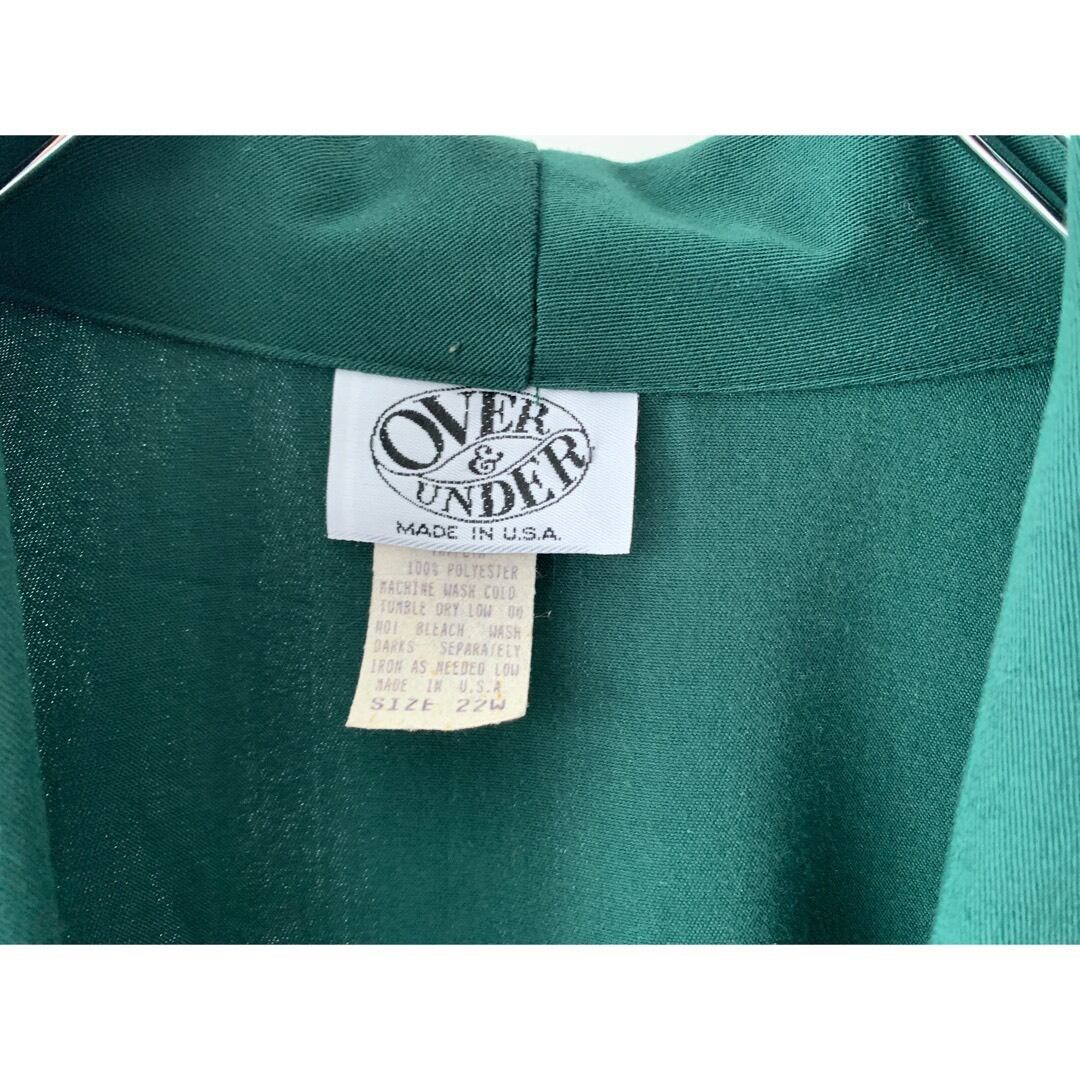 OVER
&
UNDER
MADE IN U.S.A.
100% POLYESTER
MACHINE WASH COLD
TUMBLE DRY LOW DO
NOT BLEACH WASH
DARKS SEPARATELY
IRON AS NEEDED LOW
MADE IN U.S.A
SIZE 22W